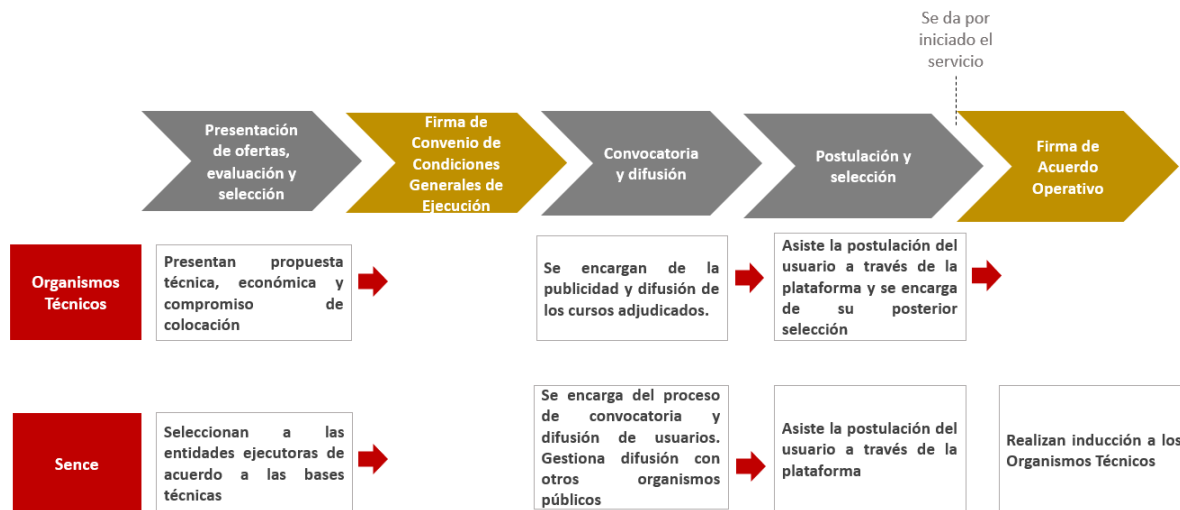 Se da por
iniciado el
servicio
Presentación
de ofertas,
evaluación y
selección
Firma de
Convenio de
Condiciones
Generales de
Ejecución
Convocatoria
y difusión
Postulación y
selección
Firma de
Acuerdo
Operativo
Organismos
Técnicos
Presentan propuesta
técnica, económica y
compromiso de
colocación
Se encargan de la
publicidad y difusión de
los cursos adjudicados.
Asiste la postulación del
usuario a través de la
plataforma y se encarga
de su posterior
selección
Sence
Seleccionan a las
entidades ejecutoras de
acuerdo a las bases
técnicas
Se encarga del proceso
de convocatoria y
difusión de usuarios.
Gestiona difusión con
otros organismos
públicos
Asiste la postulación del
usuario a través de la
plataforma
Realizan inducción a los
Organismos Técnicos